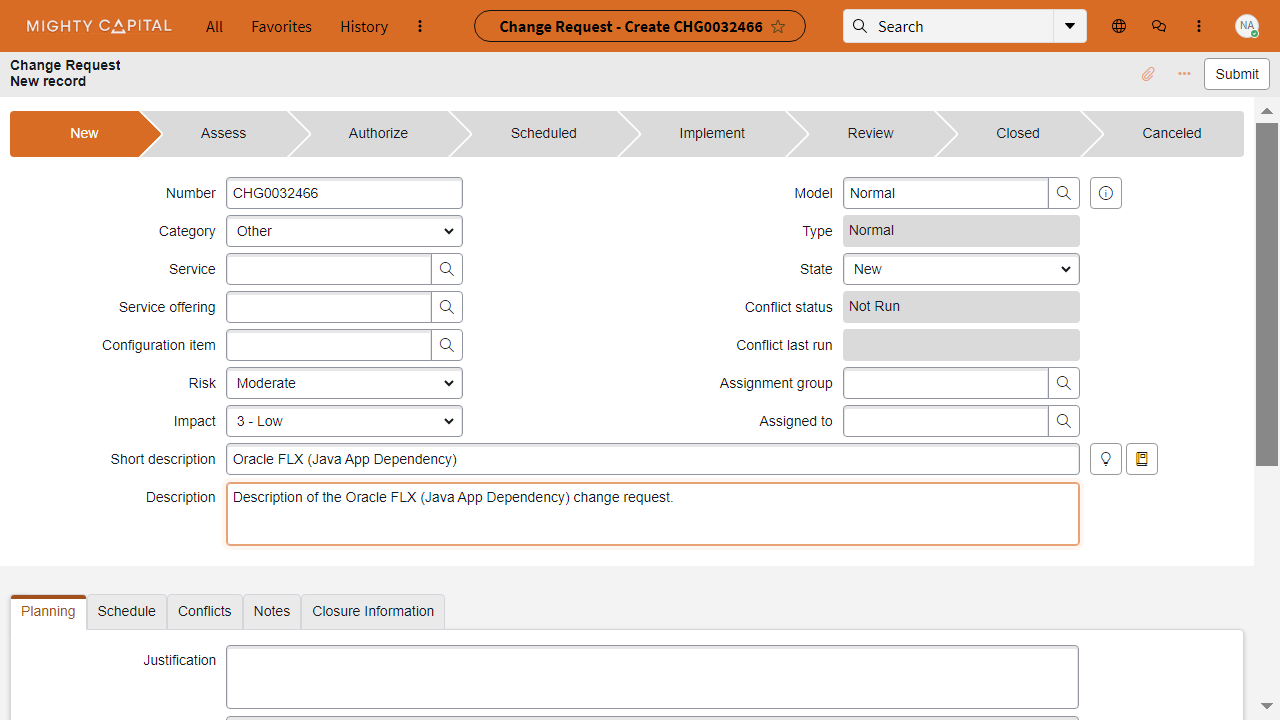 MIGHTY CAPITAL All Favorites History Change Request - Create CHG0032466 Search NA
Change Request
New record
Submit
New Assess Authorize Scheduled Implement Review Closed Canceled
Number CHG0032466 Model Normal
Category Other Type Normal
Service State New
Service offering Conflict status Not Run
Configuration item Conflict last run
Risk Moderate Assignment group
Impact 3 - Low Assigned to
Short description Oracle FLX (Java App Dependency)
Description Description of the Oracle FLX (Java App Dependency) change request.
Planning Schedule Conflicts Notes Closure Information
Justification